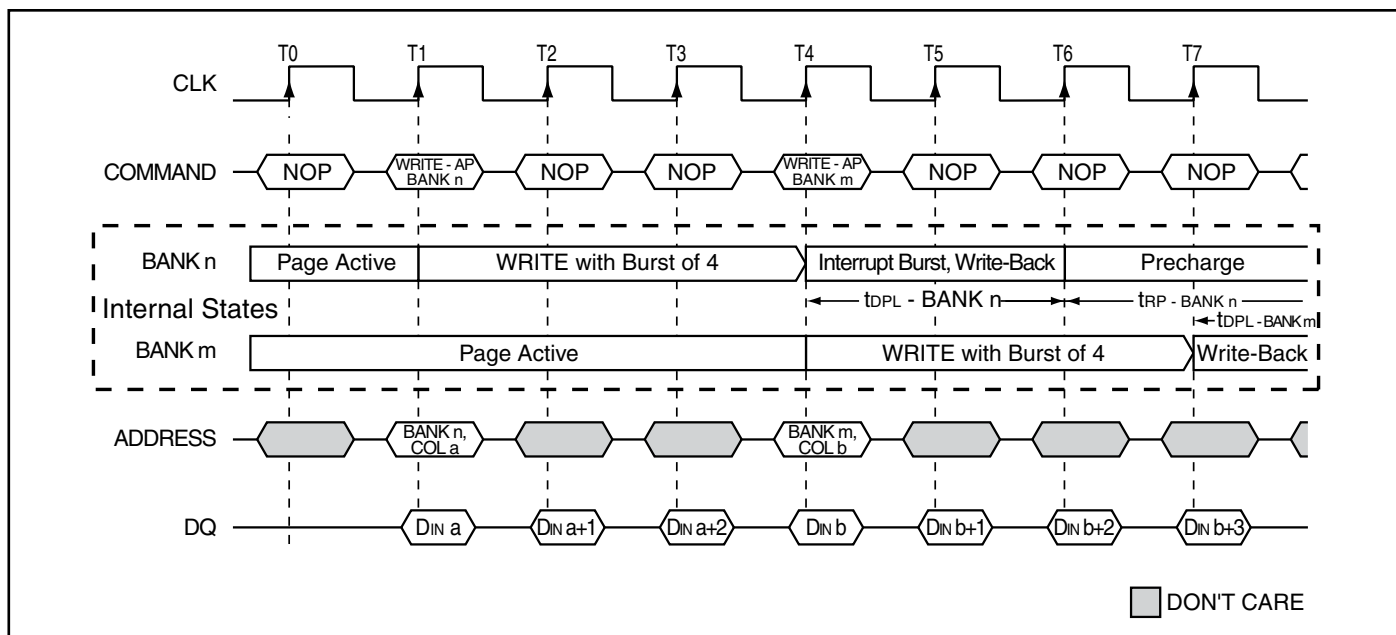 T0 T1 T2 T3 T4 T5 T6 T7
CLK
COMMAND NOP WRITE - AP BANK n NOP NOP WRITE - AP BANK m NOP NOP NOP
BANK n Page Active WRITE with Burst of 4 Interrupt Burst, Write-Back Precharge
Internal States tDPL - BANK n tRP - BANK n
tDPL - BANK m
BANK m Page Active WRITE with Burst of 4 Write-Back
ADDRESS BANK n, COL a BANK m, COL b
DQ DIN a DIN a+1 DIN a+2 DIN b DIN b+1 DIN b+2 DIN b+3
DON'T CARE